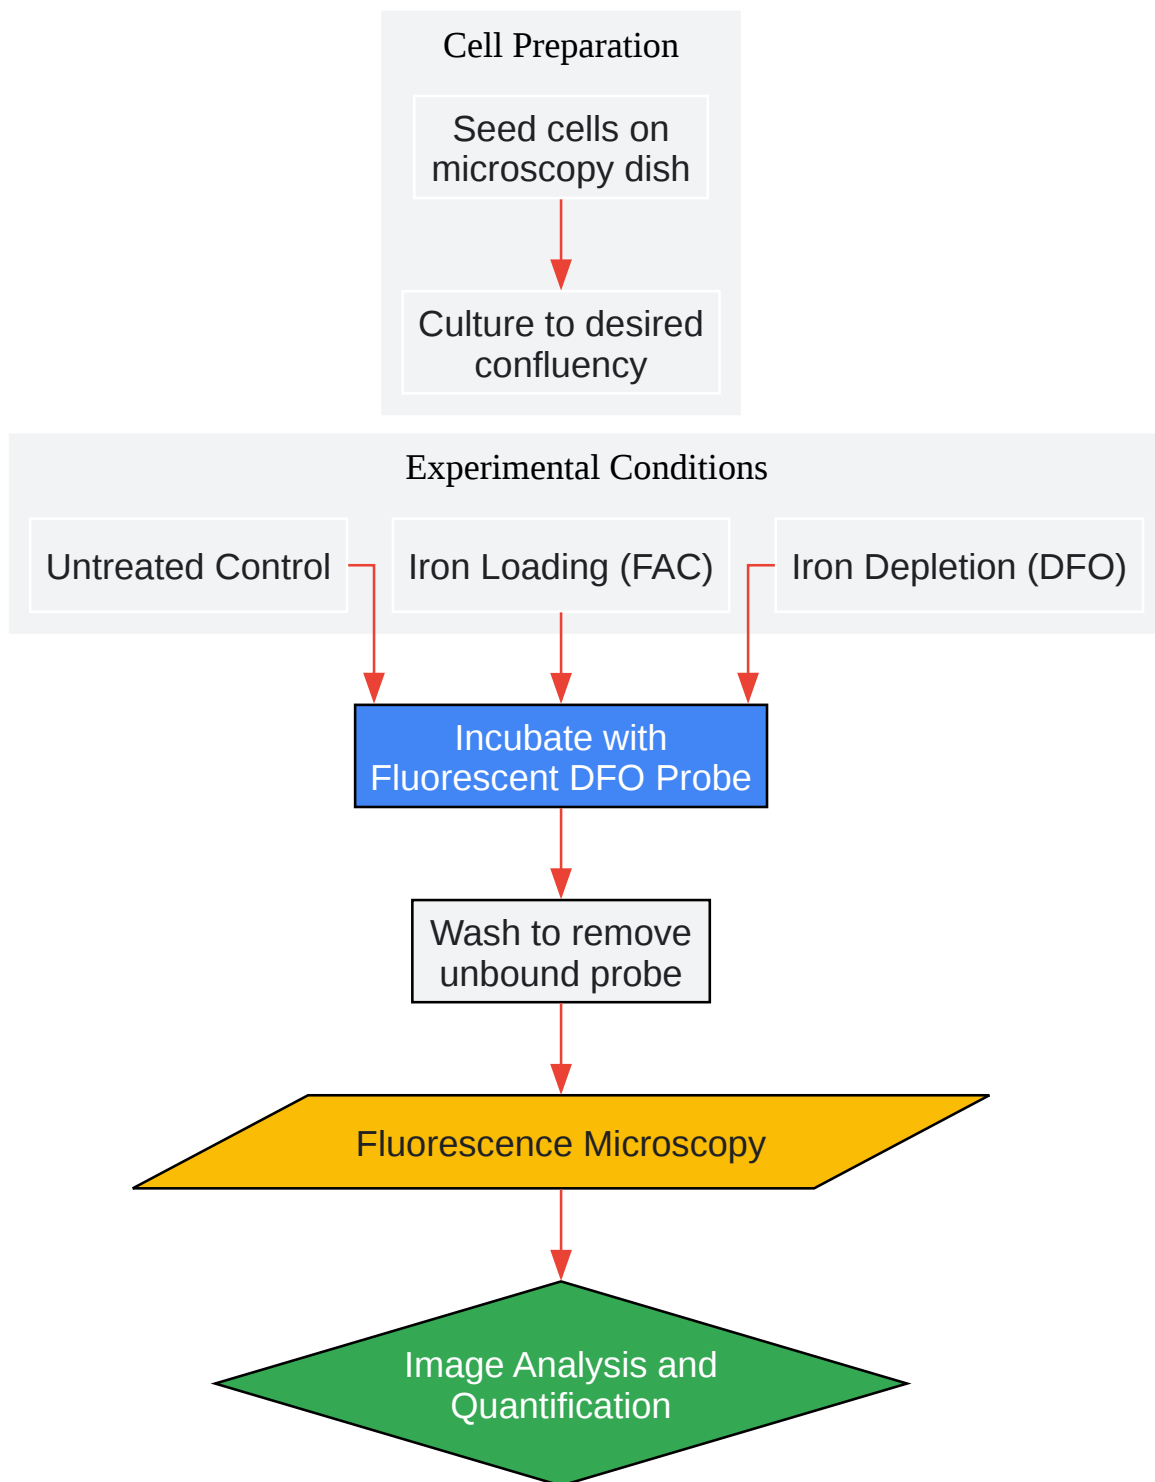 Cell Preparation
Seed cells on
microscopy dish
Culture to desired
confluency
Experimental Conditions
Untreated Control
Iron Loading (FAC)
Iron Depletion (DFO)
Incubate with
Fluorescent DFO Probe
Wash to remove
unbound probe
Fluorescence Microscopy
Image Analysis and
Quantification